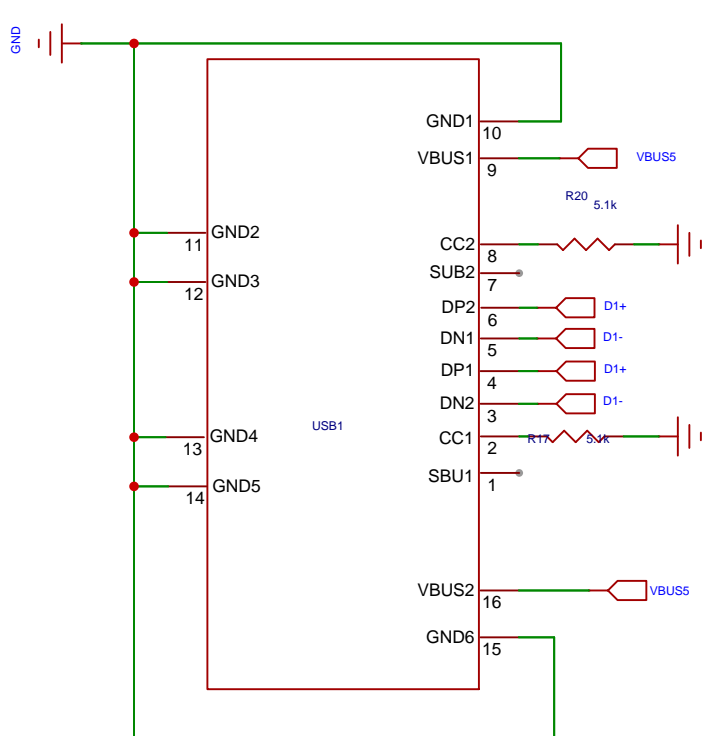 GND
GND1
10
VBUS1
9
VBUS5
R20
5.1k
GND2
11
CC2
8
SUB2
7
GND3
12
DP2
6
D1+
DN1
5
D1-
DP1
4
D1+
DN2
3
D1-
USB1
GND4
13
CC1
2
R17
5.1k
SBU1
1
GND5
14
VBUS2
16
VBUS5
GND6
15